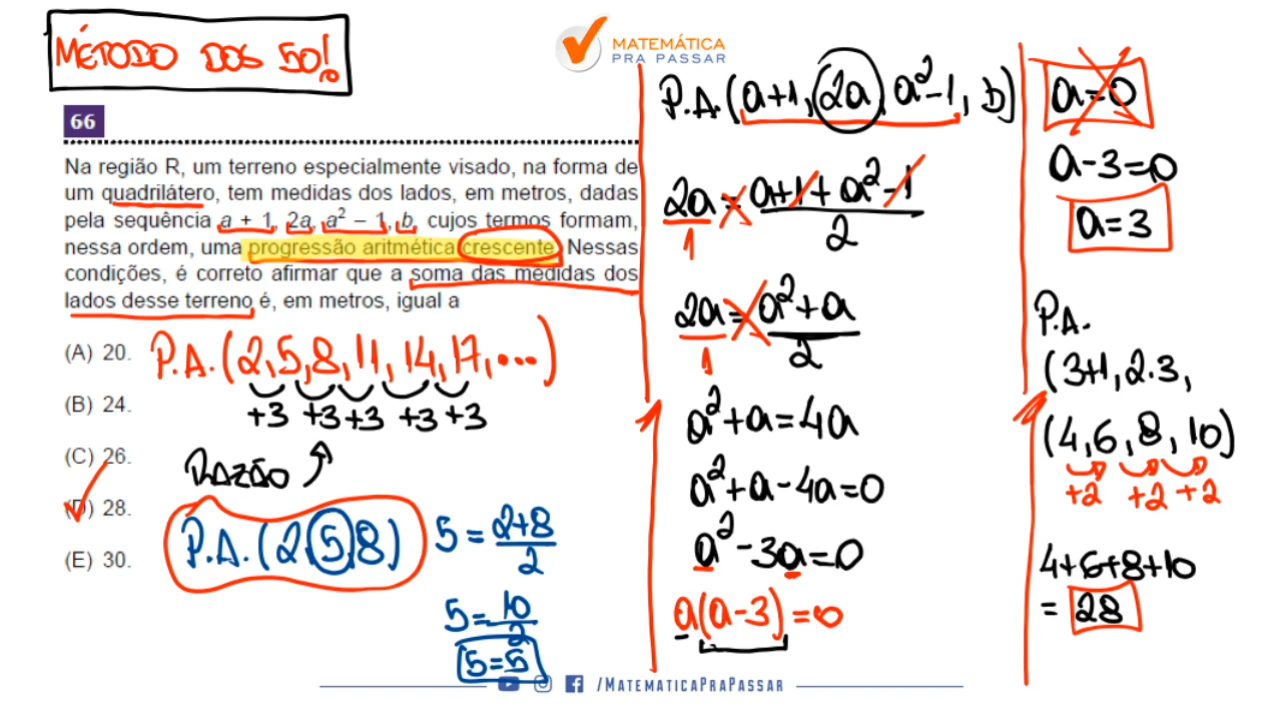 MÉTODO DOS 50!
MATEMÁTICA
PRA PASSAR
66
Na região R, um terreno especialmente visado, na forma de
um quadrilátero, tem medidas dos lados, em metros, dadas
pela sequência a + 1, 2a, a² – 1, b, cujos termos formam,
nessa ordem, uma progressão aritmética crescente. Nessas
condições, é correto afirmar que a soma das medidas dos
lados desse terreno é, em metros, igual a
(A) 20.
(B) 24.
(C) 26.
(D) 28.
(E) 30.
P.A.(2,5,8,11,14,17,...)
+3 +3 +3 +3 +3
RAZÃO
P.A.(2,5,8)
5 = 2+8/2
5 = 10/2
5=5
P.A.(a+1, 2a, a²-1, b)
2a = a+1+a²-1/2
1
2a = a²+a/2
1
a²+a=4a
a²+a-4a=0
a²-3a=0
a(a-3)=0
a=0
a-3=0
a=3
P.A.
(3+1, 2.3,
(4,6,8,10)
+2 +2 +2
4+6+8+10
= 28
/MatematicaPraPassar